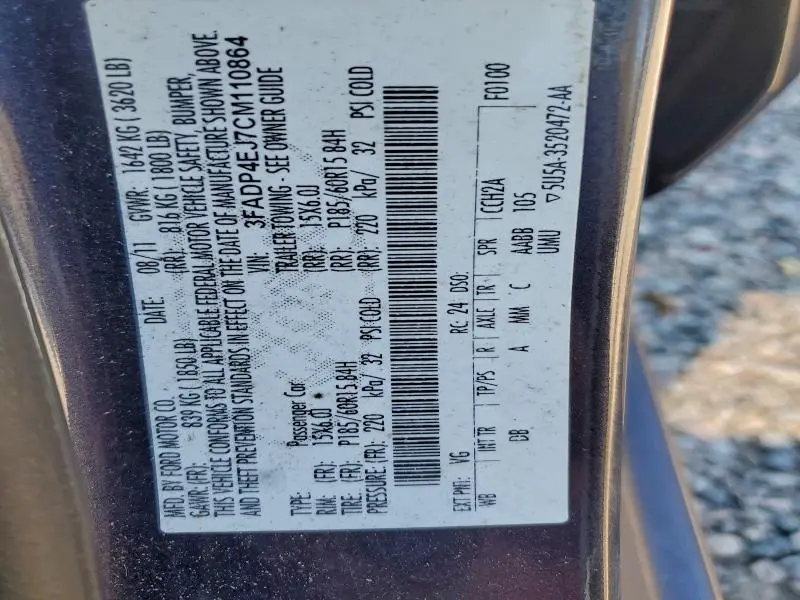 MFD. BY FORD MOTOR CO.
DATE: 08/11 GVWR: 1642 KG ( 3620 LB)
GAWR: (FR): 839 KG ( 1850 LB) (RR): 816 KG ( 1800 LB)
THIS VEHICLE CONFORMS TO ALL APPLICABLE FEDERAL MOTOR VEHICLE SAFETY, BUMPER,
AND THEFT PREVENTION STANDARDS IN EFFECT ON THE DATE OF MANUFACTURE SHOWN ABOVE.
VIN: 3FADP4EJ7CM110864
TYPE: Passenger Car TRAILER TOWING - SEE OWNER GUIDE
RIM: (FR): 15X6.0J (RR): 15X6.0J
TIRE: (FR): P185/60R15 84H (RR): P185/60R15 84H
PRESSURE: (FR): 220 kPa/ 32 PSI COLD (RR): 220 kPa/ 32 PSI COLD
F0100
EXT PNT: VG RC: 24 DSO:
WB INT TR TP/PS R AXLE TR SPR CCH2A
DB A MM C AABB 105
UMU ▽5U5A-3520472-AA